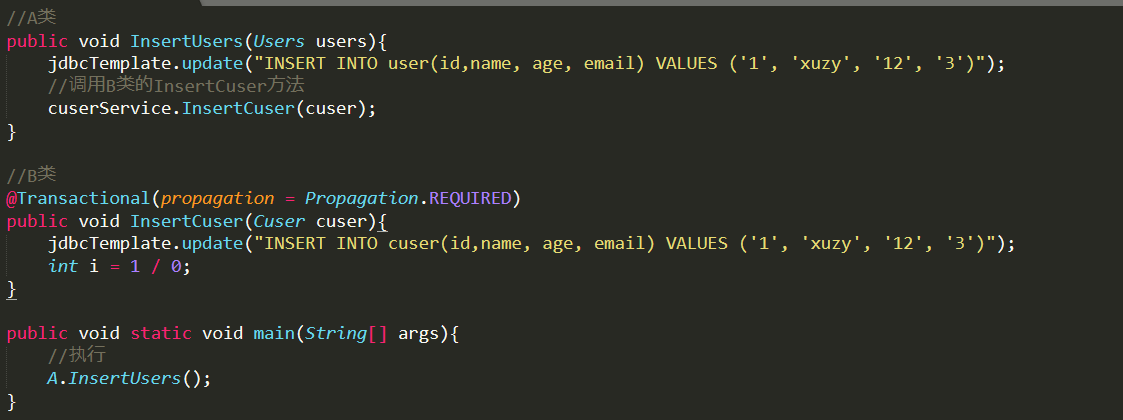 //A类
public void InsertUsers(Users users){
jdbcTemplate.update("INSERT INTO user(id,name, age, email) VALUES ('1', 'xuzy', '12', '3')");
//调用B类的InsertCuser方法
cuserService.InsertCuser(cuser);
}
//B类
@Transactional(propagation = Propagation.REQUIRED)
public void InsertCuser(Cuser cuser){
jdbcTemplate.update("INSERT INTO cuser(id,name, age, email) VALUES ('1', 'xuzy', '12', '3')");
int i = 1 / 0;
}
public void static void main(String[] args){
//执行
A.InsertUsers();
}